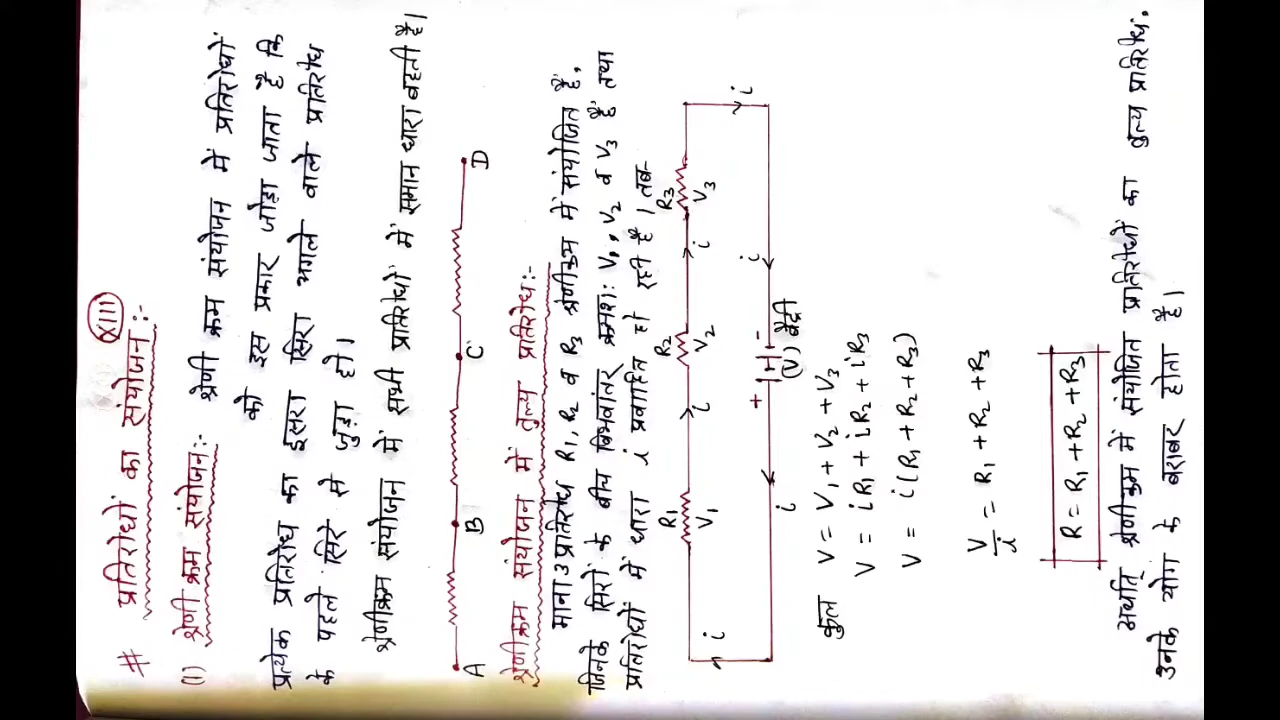 XIII
# प्रतिरोधों का संयोजन :-
(1) श्रेणी क्रम संयोजन:- श्रेणी क्रम संयोजन में प्रतिरोधों
को इस प्रकार जोड़ा जाता है कि
प्रत्येक प्रतिरोध का दूसरा सिरा अगले वाले प्रतिरोध
के पहले सिरे से जुड़ा हो।
श्रेणीक्रम संयोजन में सभी प्रतिरोधों में समान धारा बहती है।
A B C D
श्रेणीक्रम संयोजन में तुल्य प्रतिरोध:-
माना 3 प्रतिरोध R1, R2 व R3 श्रेणीक्रम में संयोजित है.
जिनके सिरों के बीच विभवांतर क्रमश: V1, V2 व V3 हैं तथा
प्रतिरोधों में धारा i प्रवाहित हो रही है। तब-
R1 R2 R3
i V1 i V2 i V3 i
i + - i
(V) बैट्री
कुल V = V1 + V2 + V3
V = iR1 + iR2 + iR3
V = i(R1 + R2 + R3)
V/i = R1 + R2 + R3
R = R1 + R2 + R3
अर्थात् श्रेणीक्रम में संयोजित प्रतिरोधों का तुल्य प्रतिरोध.
उनके योग के बराबर होता है।